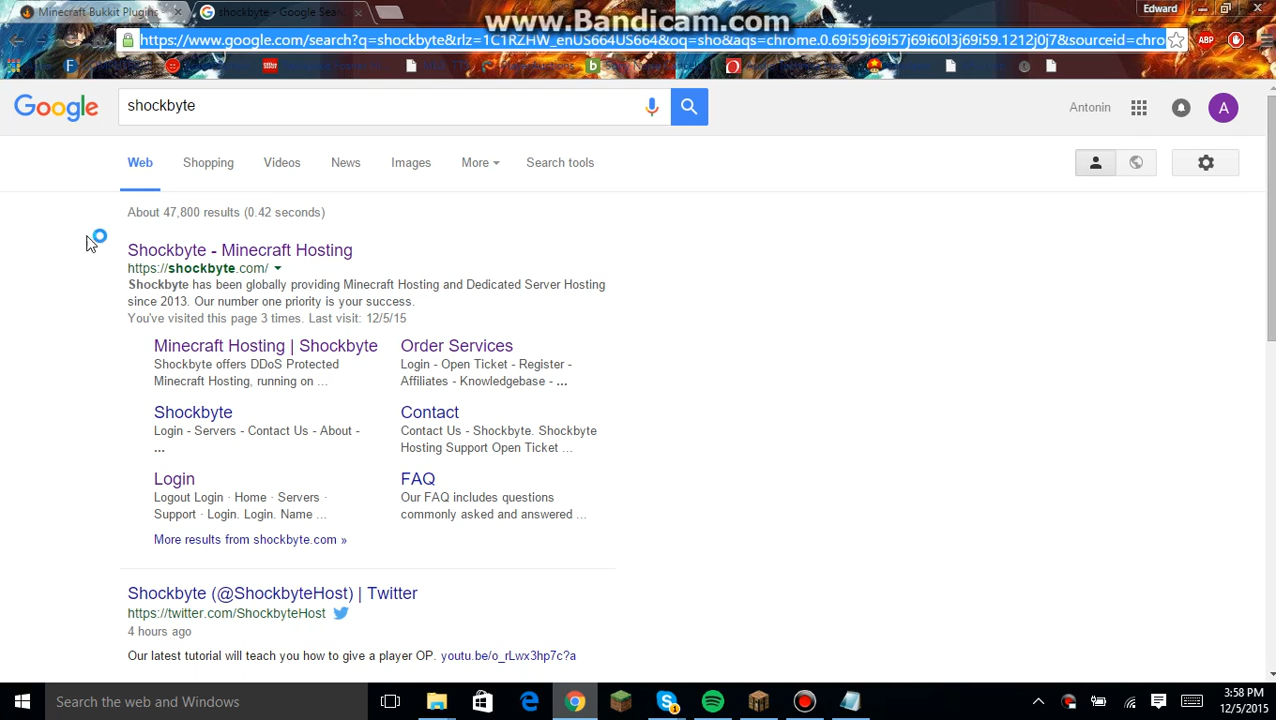 Minecraft Bukkit Plugins
shockbyte - Google Sear
www.Bandicam.com
Edward
https://www.google.com/search?q=shockbyte&rlz=1C1RZHW_enUS664US664&oq=sho&aqs=chrome.0.69i59j69i57j69i60l3j69i59.1212j0j7&sourceid=chro
ABP
Google
shockbyte
Antonin
A
Web
Shopping
Videos
News
Images
More
Search tools
About 47,800 results (0.42 seconds)
Shockbyte - Minecraft Hosting
https://shockbyte.com/
Shockbyte has been globally providing Minecraft Hosting and Dedicated Server Hosting
since 2013. Our number one priority is your success.
You've visited this page 3 times. Last visit: 12/5/15
Minecraft Hosting | Shockbyte
Shockbyte offers DDoS Protected
Minecraft Hosting, running on ...
Order Services
Login - Open Ticket - Register -
Affiliates - Knowledgebase - ...
Shockbyte
Login - Servers - Contact Us - About -
...
Contact
Contact Us - Shockbyte. Shockbyte
Hosting Support Open Ticket ...
Login
Logout Login · Home · Servers ·
Support · Login. Login. Name ...
FAQ
Our FAQ includes questions
commonly asked and answered ...
More results from shockbyte.com »
Shockbyte (@ShockbyteHost) | Twitter
https://twitter.com/ShockbyteHost
4 hours ago
Our latest tutorial will teach you how to give a player OP. youtu.be/o_rLwx3hp7c?a
Search the web and Windows
3:58 PM
12/5/2015